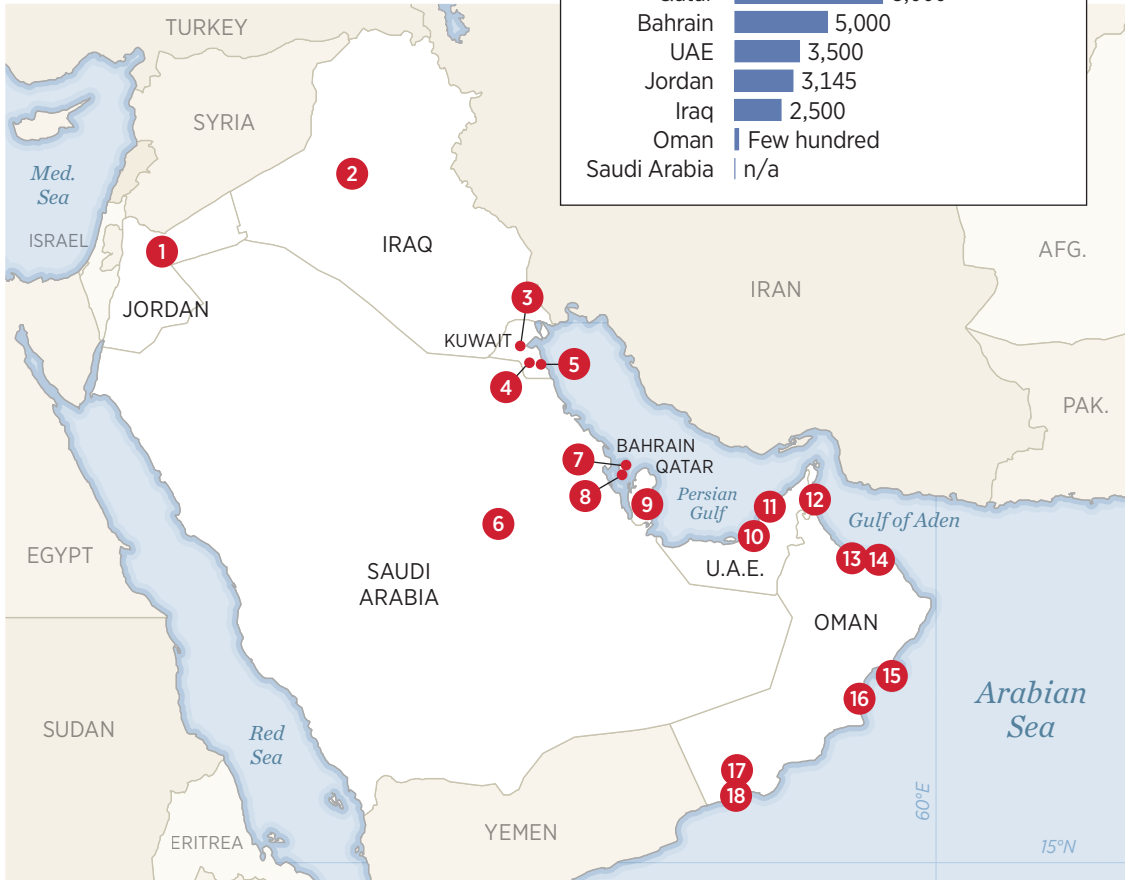 Bahrain 5,000
UAE 3,500
Jordan 3,145
Iraq 2,500
Oman Few hundred
Saudi Arabia n/a
TURKEY
SYRIA
Med.
Sea
ISRAEL
1
2
IRAQ
JORDAN
AFG.
IRAN
3
KUWAIT
4
5
PAK.
BAHRAIN
7
QATAR
8
9
Persian
Gulf
6
10
11
12
Gulf of Aden
13
14
EGYPT
SAUDI
ARABIA
U.A.E.
OMAN
15
16
Arabian
Sea
SUDAN
Red
Sea
17
18
60°E
YEMEN
ERITREA
15°N